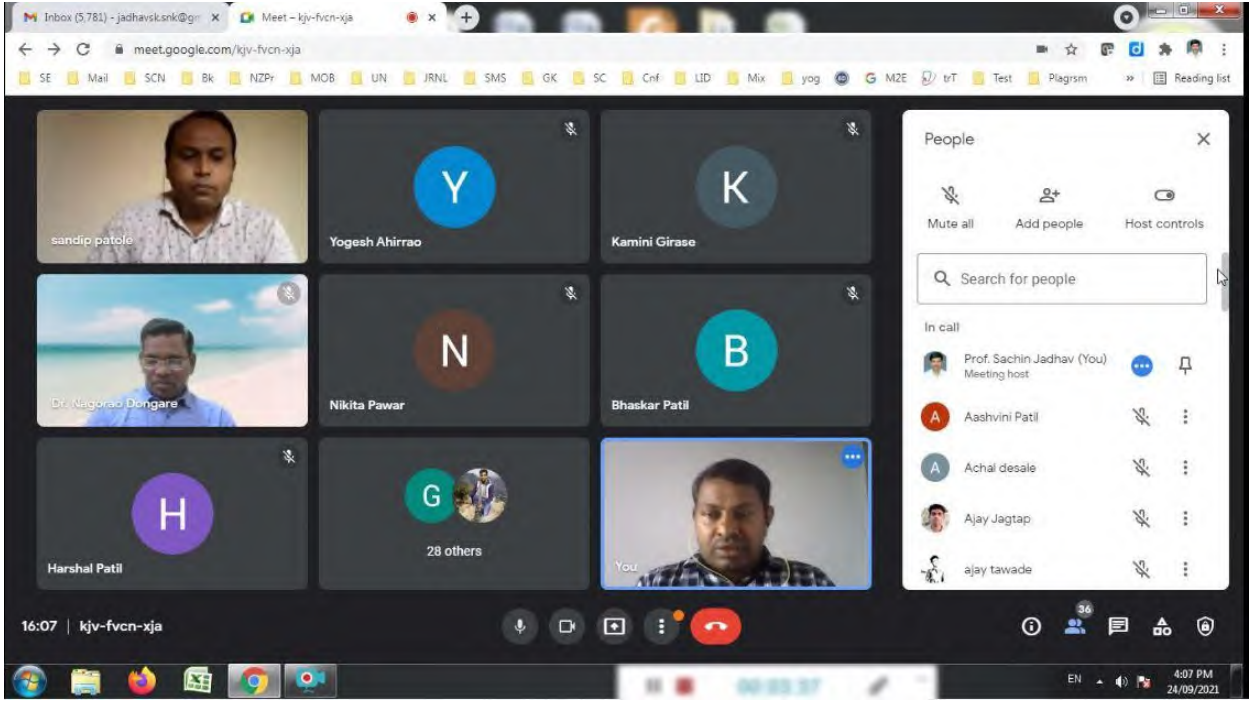 Inbox (5,781) - jadhavsk.snk@gm
Meet – kjv-fvcn-xja
meet.google.com/kjv-fvcn-xja
SE Mail SCN Bk NZPr MOB UN JRNL SMS GK SC Cnf LID Mix yog M2E trT Test Plagrsm » Reading list
sandip patole
Y
Yogesh Ahirrao
K
Kamini Girase
Dr. Nagorao Dongare
N
Nikita Pawar
B
Bhaskar Patil
H
Harshal Patil
G
28 others
You
People
Mute all Add people Host controls
Search for people
In call
Prof. Sachin Jadhav (You)
Meeting host
A Aashvini Patil
A Achal desale
Ajay Jagtap
ajay tawade
16:07 | kjv-fvcn-xja
36
00:03:37
EN
4:07 PM
24/09/2021